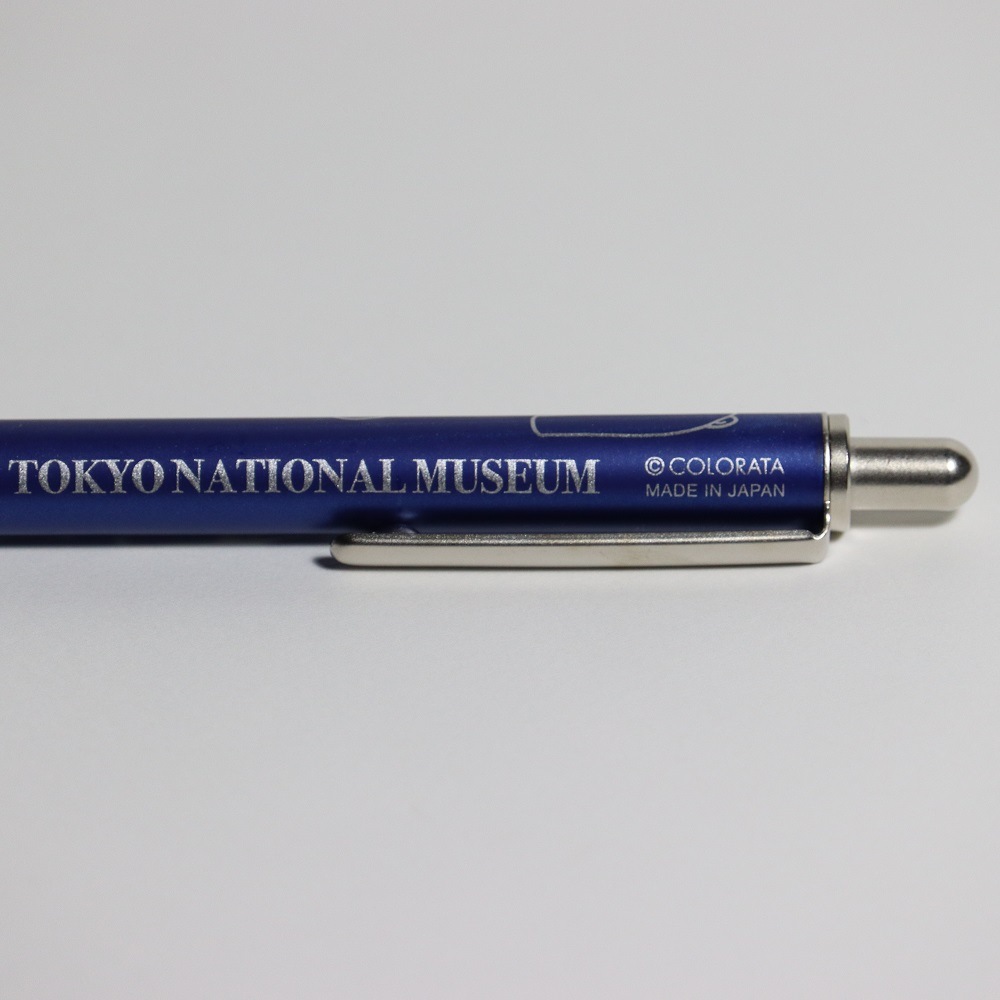 TOKYO NATIONAL MUSEUM
© COLORATA
MADE IN JAPAN